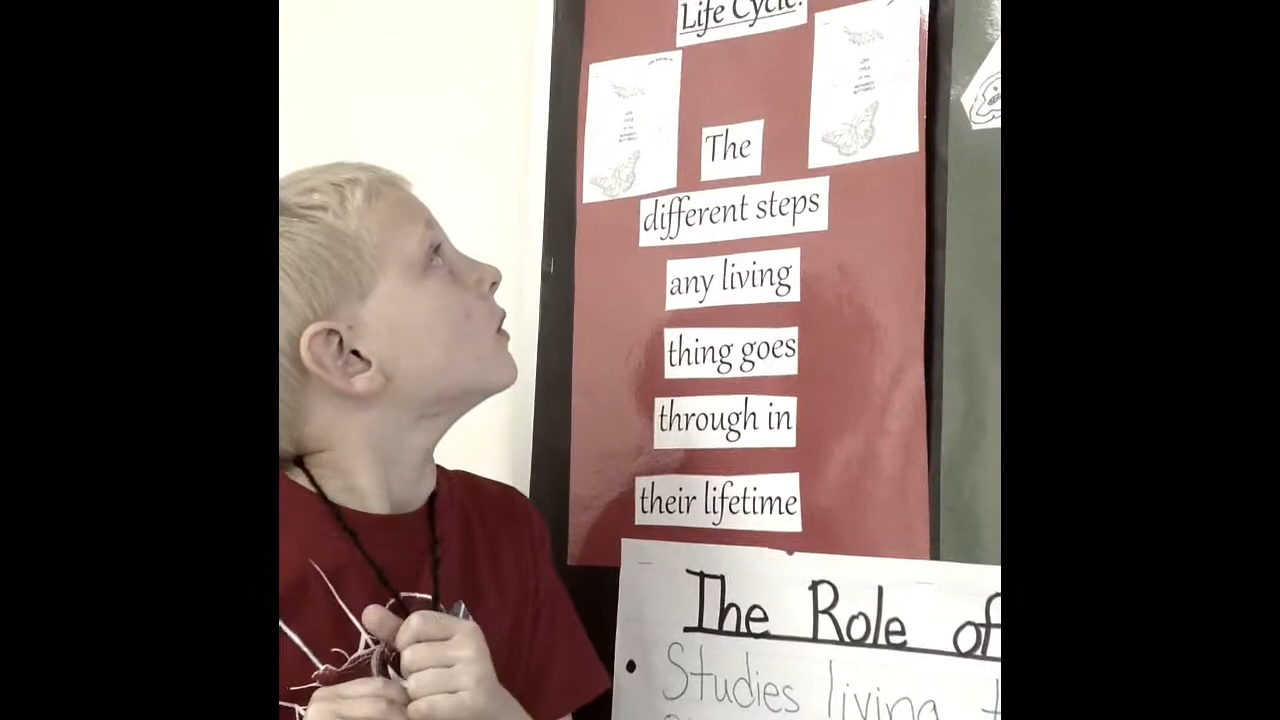 Life Cycle:
The
different steps
any living
thing goes
through in
their lifetime
The Role of
Studies living